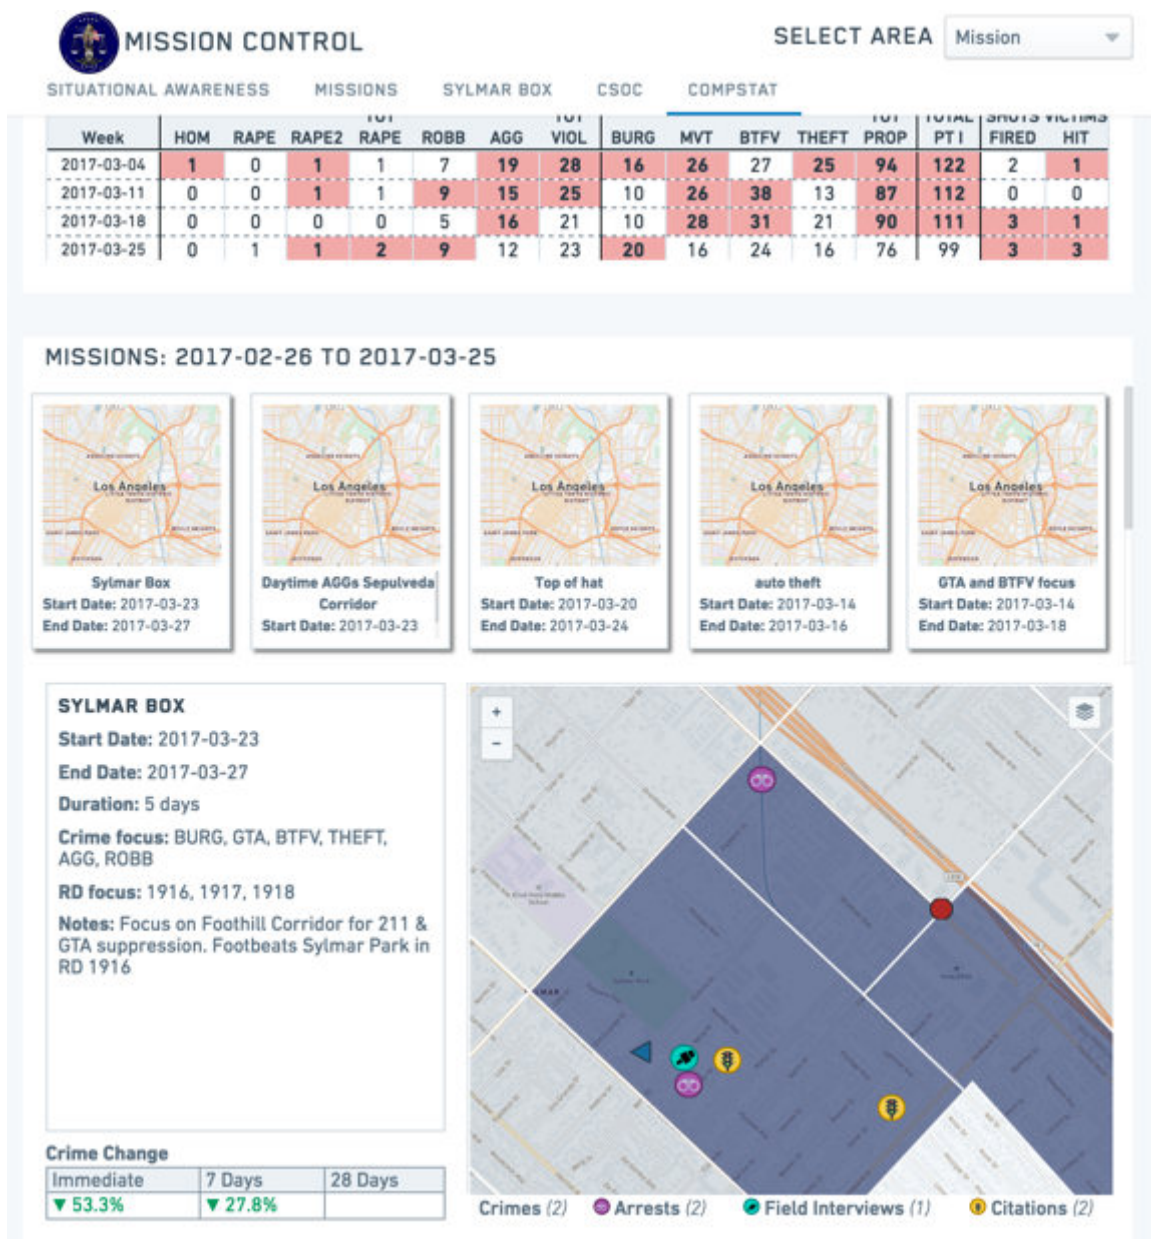 MISSION CONTROL
SELECT AREA Mission
SITUATIONAL AWARENESS MISSIONS SYLMAR BOX CSOC COMPSTAT
TOT TOT TOT TOTAL SHOTS VICTIMS
Week HOM RAPE RAPE2 RAPE ROBB AGG VIOL BURG MVT BTFV THEFT PROP PT I FIRED HIT
2017-03-04 1 0 1 1 7 19 28 16 26 27 25 94 122 2 1
2017-03-11 0 0 1 1 9 15 25 10 26 38 13 87 112 0 0
2017-03-18 0 0 0 0 5 16 21 10 28 31 21 90 111 3 1
2017-03-25 0 1 1 2 9 12 23 20 16 24 16 76 99 3 3
MISSIONS: 2017-02-26 TO 2017-03-25
Los Angeles Los Angeles Los Angeles Los Angeles Los Angeles
Sylmar Box
Start Date: 2017-03-23
End Date: 2017-03-27
Daytime AGGs Sepulveda
Corridor
Start Date: 2017-03-23
Top of hat
Start Date: 2017-03-20
End Date: 2017-03-24
auto theft
Start Date: 2017-03-14
End Date: 2017-03-16
GTA and BTFV focus
Start Date: 2017-03-14
End Date: 2017-03-18
SYLMAR BOX
Start Date: 2017-03-23
End Date: 2017-03-27
Duration: 5 days
Crime focus: BURG, GTA, BTFV, THEFT,
AGG, ROBB
RD focus: 1916, 1917, 1918
Notes: Focus on Foothill Corridor for 211 &
GTA suppression. Footbeats Sylmar Park in
RD 1916
+
−
Crime Change
Immediate 7 Days 28 Days
▼ 53.3% ▼ 27.8%
Crimes (2) Arrests (2) Field Interviews (1) Citations (2)